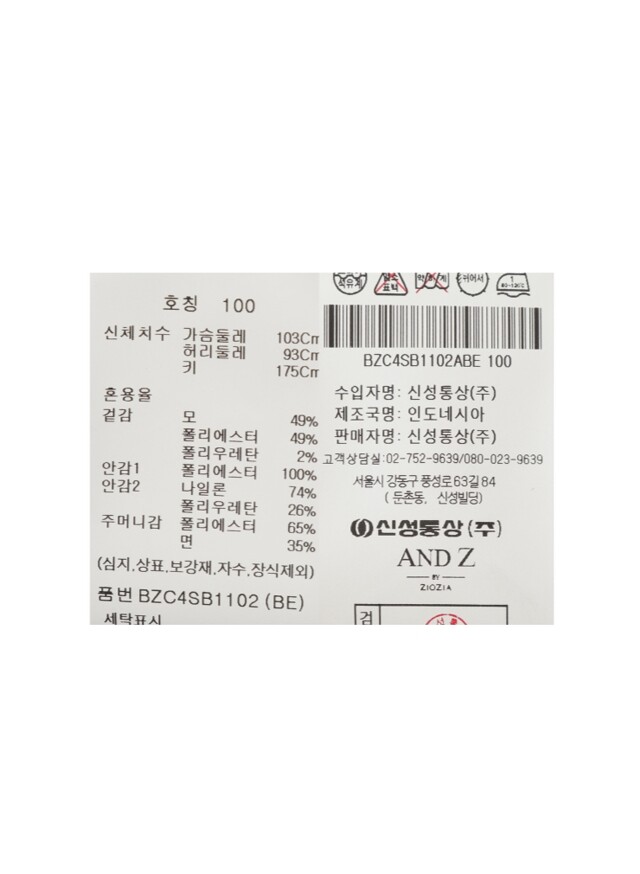 호칭 100
신체치수 가슴둘레 103Cm
허리둘레 93Cm
키 175Cm
혼용율
겉감 모 49%
폴리에스터 49%
폴리우레탄 2%
안감1 폴리에스터 100%
안감2 나일론 74%
폴리우레탄 26%
주머니감 폴리에스터 65%
면 35%
(심지,상표,보강재,자수,장식제외)
품번 BZC4SB1102 (BE)
세탁표시
BZC4SB1102ABE 100
수입자명: 신성통상(주)
제조국명: 인도네시아
판매자명: 신성통상(주)
고객상담실:02-752-9639/080-023-9639
서울시 강동구 풍성로63길 84
( 둔촌동, 신성빌딩)
신성통상(주)
AND Z
BY
ZIOZIA
검